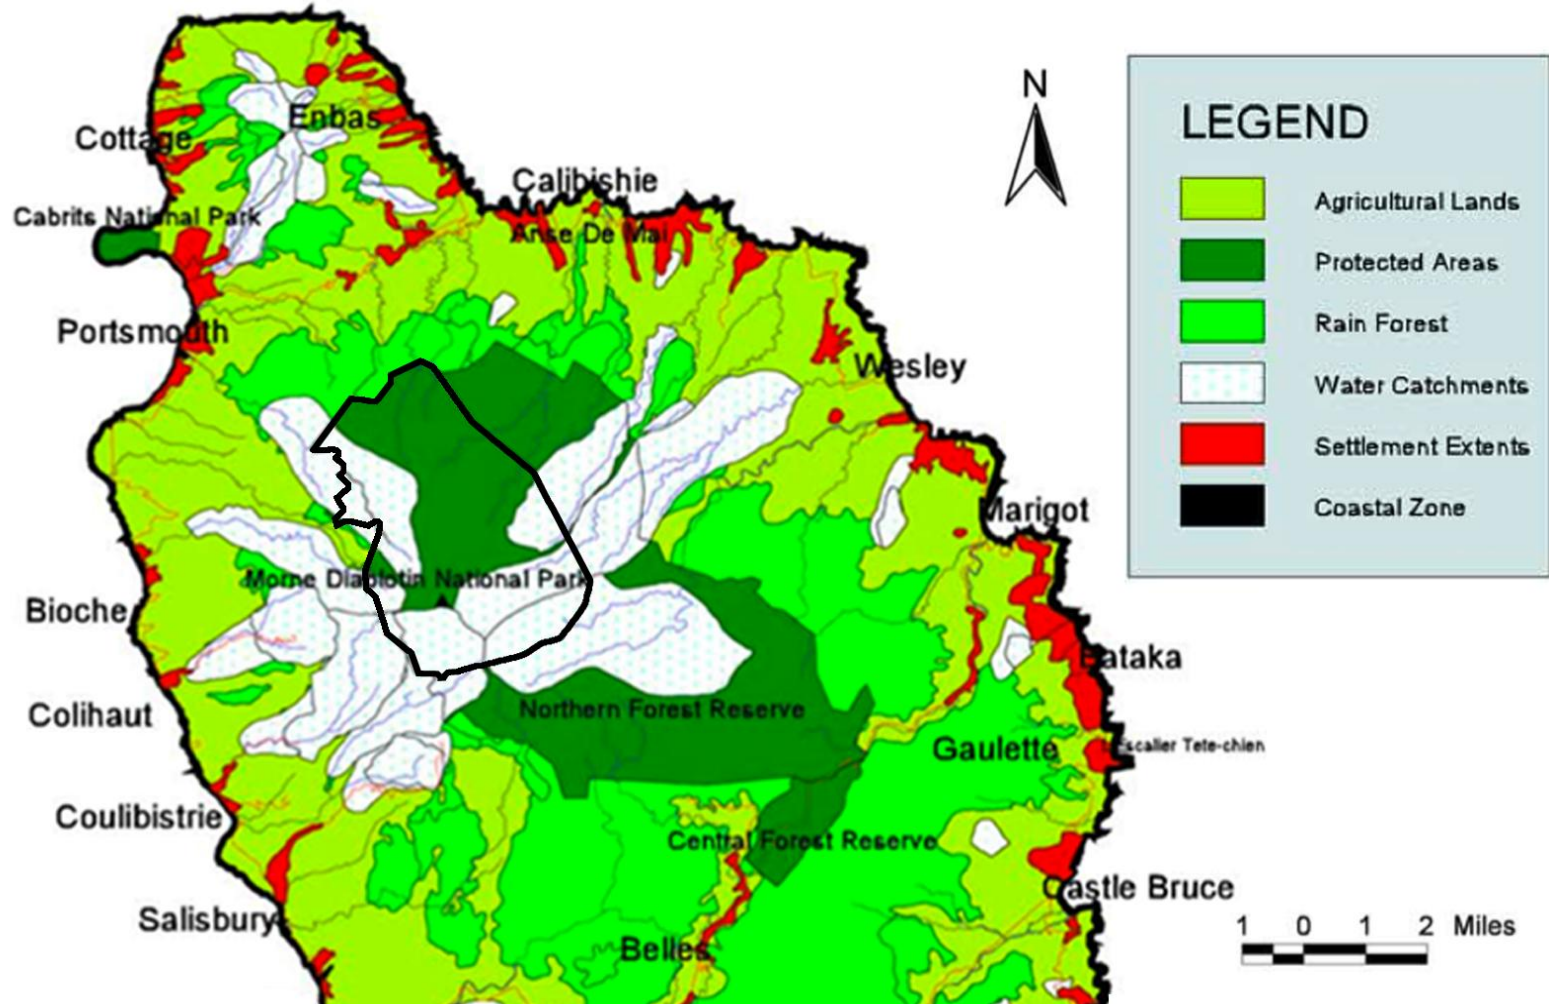 N
LEGEND
Agricultural Lands
Protected Areas
Rain Forest
Water Catchments
Settlement Extents
Coastal Zone
Enbas
Cottage
Calibishie
Cabrits National Park
Anse De Mai
Portsmouth
Wesley
Marigot
Morne Diablotin National Park
Bioche
Bataka
Colihaut
Northern Forest Reserve
Gaulette
L'Escalier Tete-chien
Coulibistrie
Central Forest Reserve
Castle Bruce
Salisbury
Belles
1 0 1 2 Miles